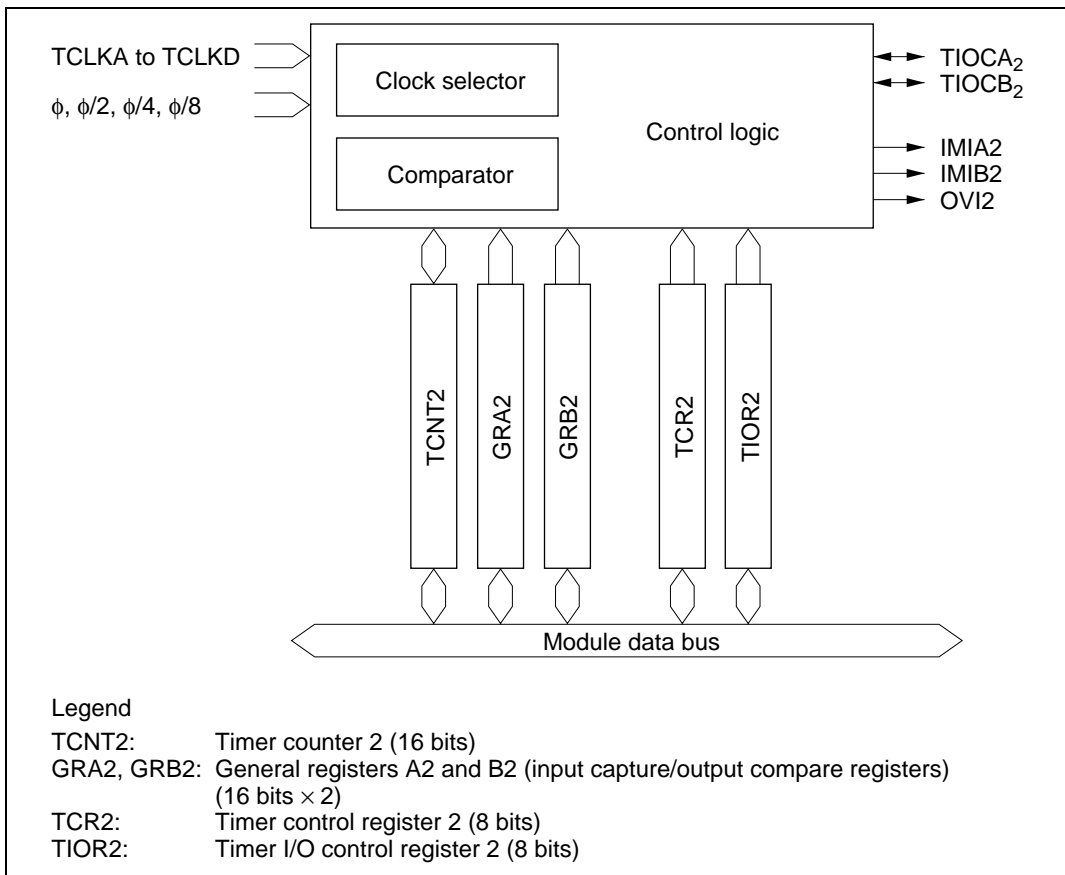 TCLKA to TCLKD
ϕ, ϕ/2, ϕ/4, ϕ/8
Clock selector
Comparator
Control logic
TIOCA₂
TIOCB₂
IMIA2
IMIB2
OVI2
TCNT2
GRA2
GRB2
TCR2
TIOR2
Module data bus
Legend
TCNT2: Timer counter 2 (16 bits)
GRA2, GRB2: General registers A2 and B2 (input capture/output compare registers)
(16 bits × 2)
TCR2: Timer control register 2 (8 bits)
TIOR2: Timer I/O control register 2 (8 bits)